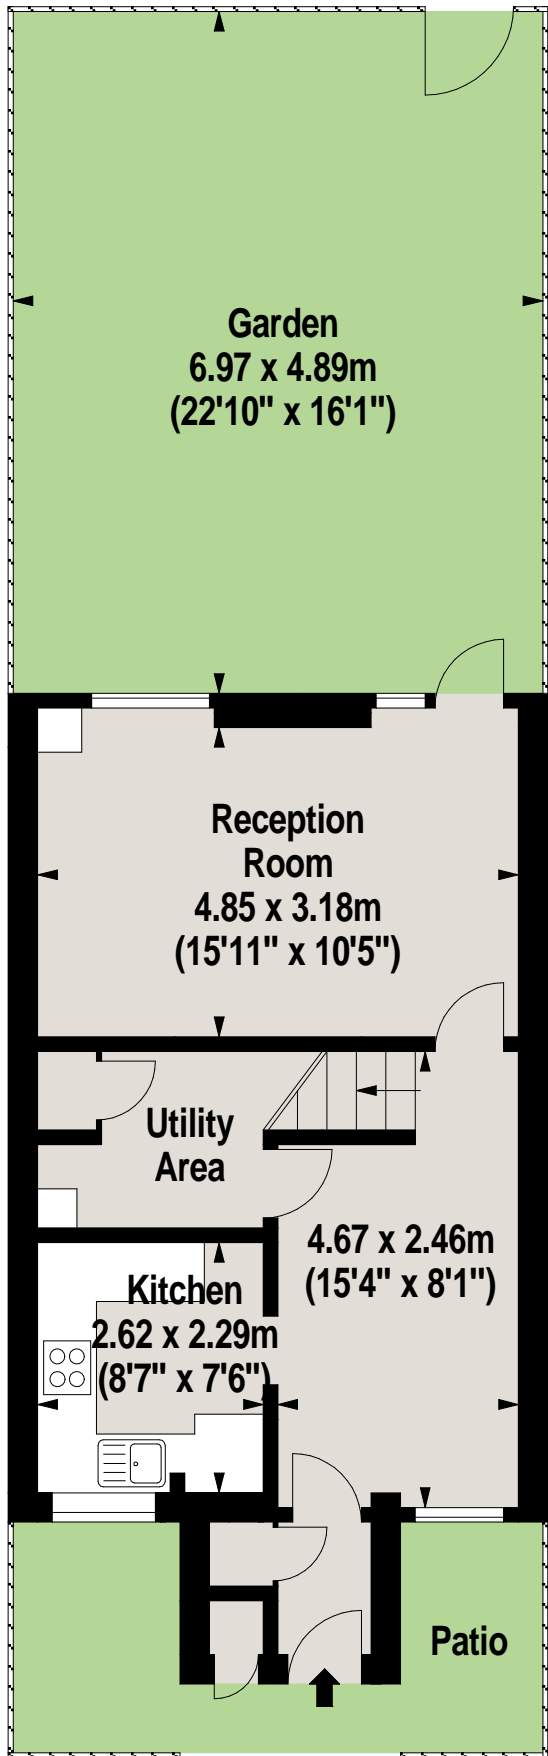 Garden
6.97 x 4.89m
(22'10" x 16'1")
Reception
Room
4.85 x 3.18m
(15'11" x 10'5")
Utility
Area
4.67 x 2.46m
(15'4" x 8'1")
Kitchen
2.62 x 2.29m
(8'7" x 7'6")
Patio